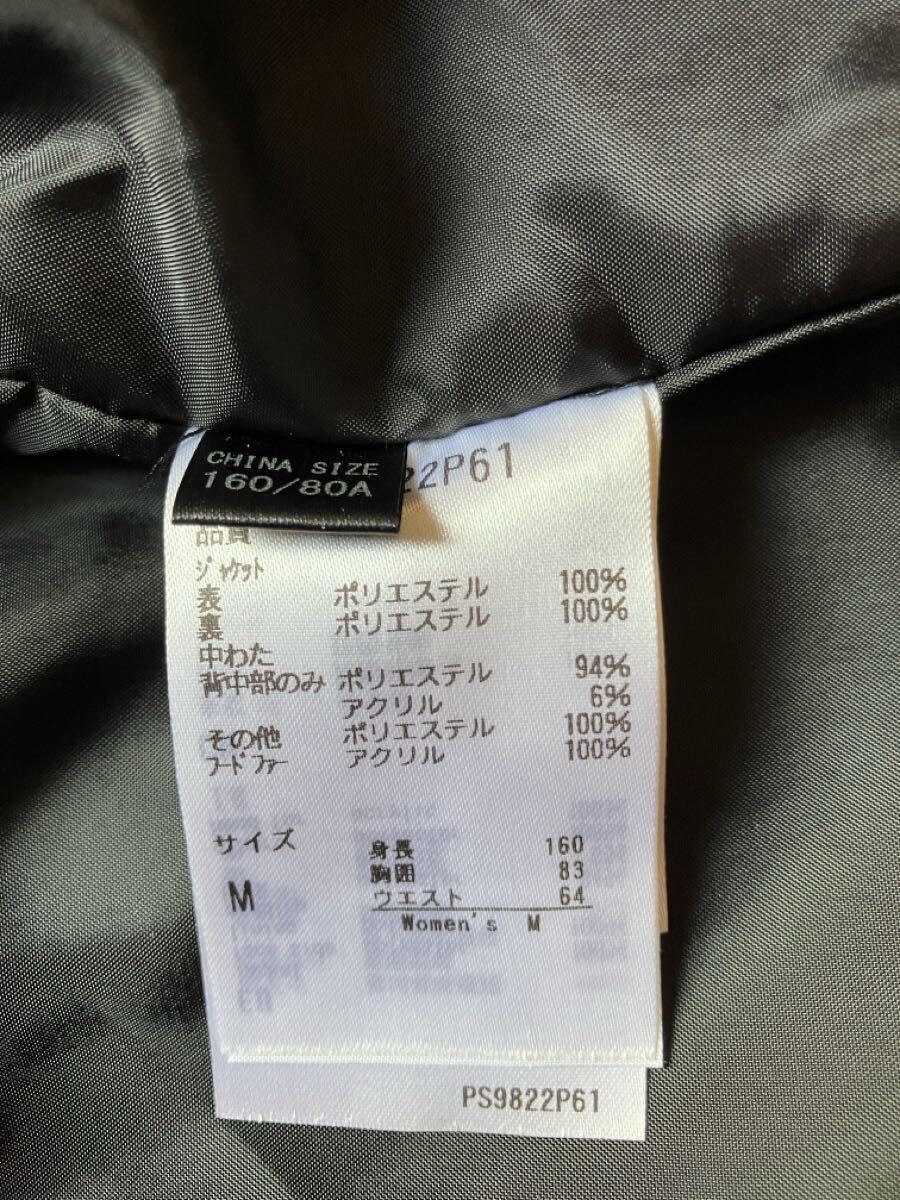 CHINA SIZE
160/80A
22P61
品質
ｼﾞｬｹｯﾄ
表 ポリエステル 100%
裏 ポリエステル 100%
中わた
背中部のみ ポリエステル 94%
アクリル 6%
その他 ポリエステル 100%
ﾌｰﾄﾞﾌｧｰ アクリル 100%
サイズ
M
身長 160
胸囲 83
ウエスト 64
Women's M
PS9822P61